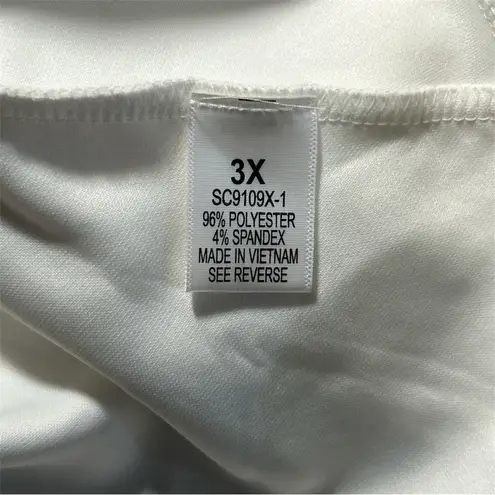 3X
SC9109X-1
96% POLYESTER
4% SPANDEX
MADE IN VIETNAM
SEE REVERSE